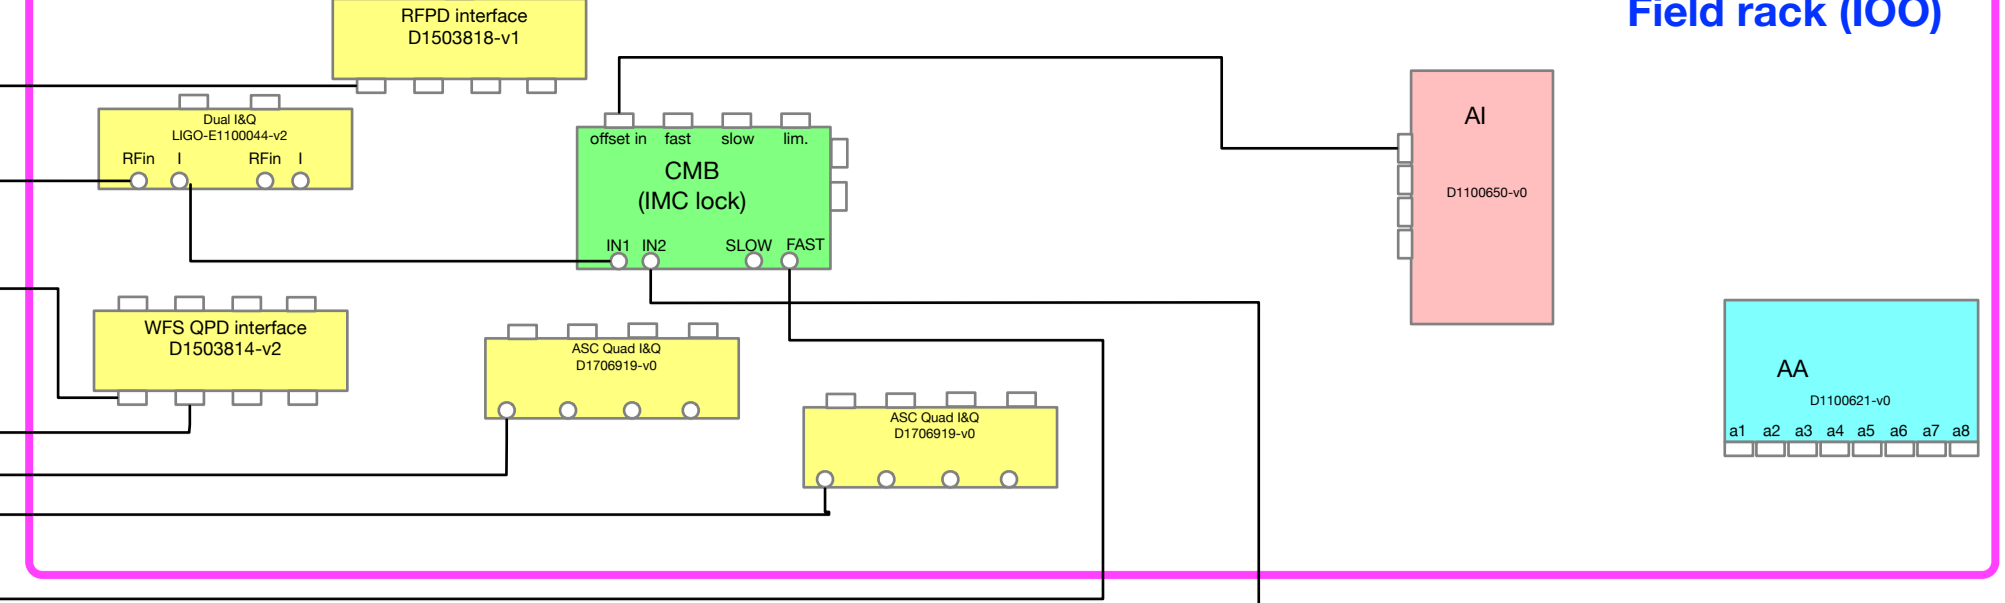 Field rack (IOO)
RFPD interface
D1503818-v1
Dual I&Q
LIGO-E1100044-v2
RFin I RFin I
offset in fast slow lim.
CMB
(IMC lock)
IN1 IN2 SLOW FAST
AI
D1100650-v0
WFS QPD interface
D1503814-v2
ASC Quad I&Q
D1706919-v0
ASC Quad I&Q
D1706919-v0
AA
D1100621-v0
a1 a2 a3 a4 a5 a6 a7 a8